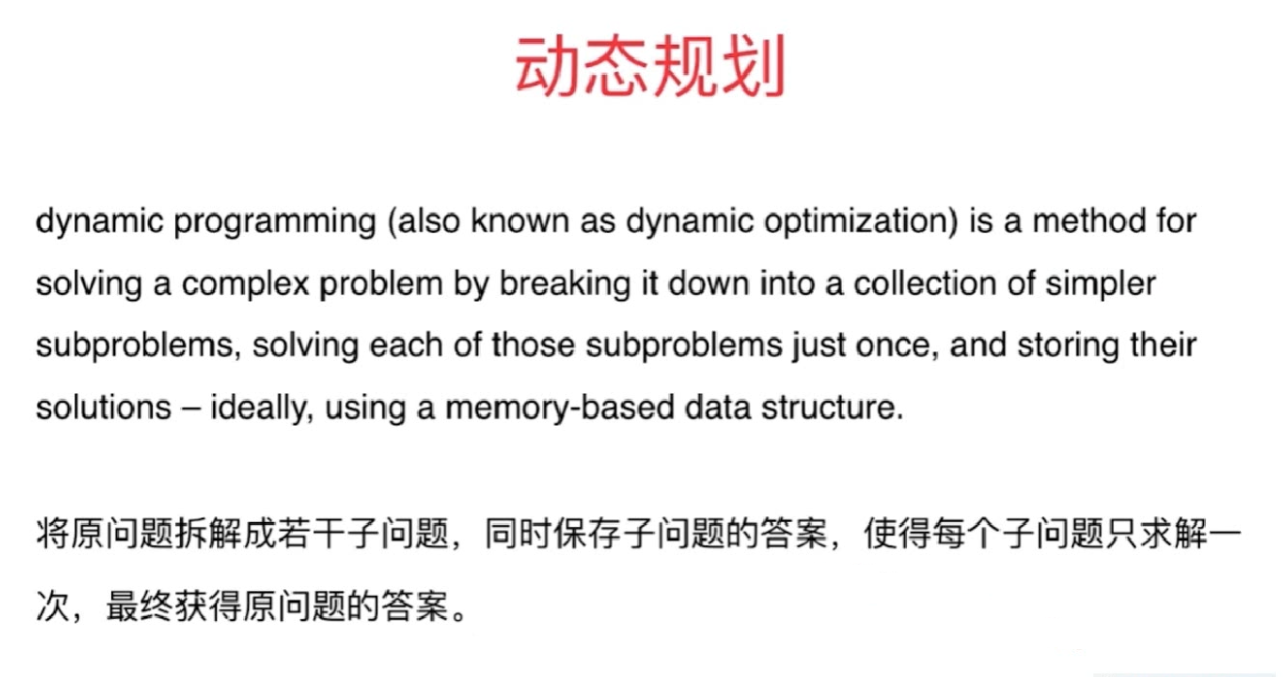 动态规划
dynamic programming (also known as dynamic optimization) is a method for
solving a complex problem by breaking it down into a collection of simpler
subproblems, solving each of those subproblems just once, and storing their
solutions – ideally, using a memory-based data structure.
将原问题拆解成若干子问题，同时保存子问题的答案，使得每个子问题只求解一
次，最终获得原问题的答案。